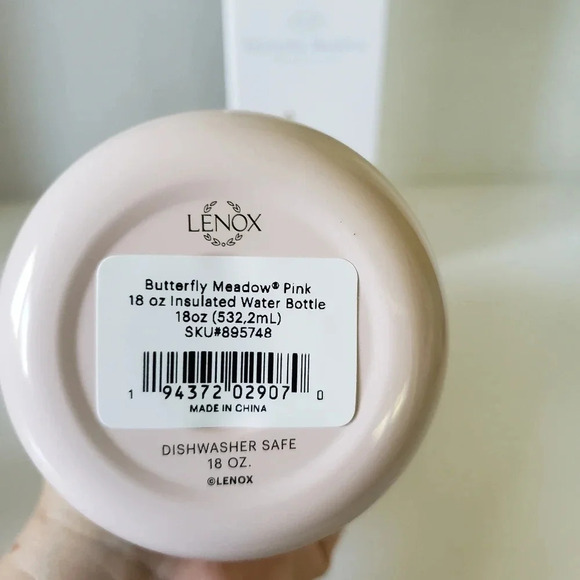 LENOX
Butterfly Meadow® Pink
18 oz Insulated Water Bottle
18oz (532,2mL)
SKU#895748
1 94372 02907 0
MADE IN CHINA
DISHWASHER SAFE
18 OZ.
©LENOX